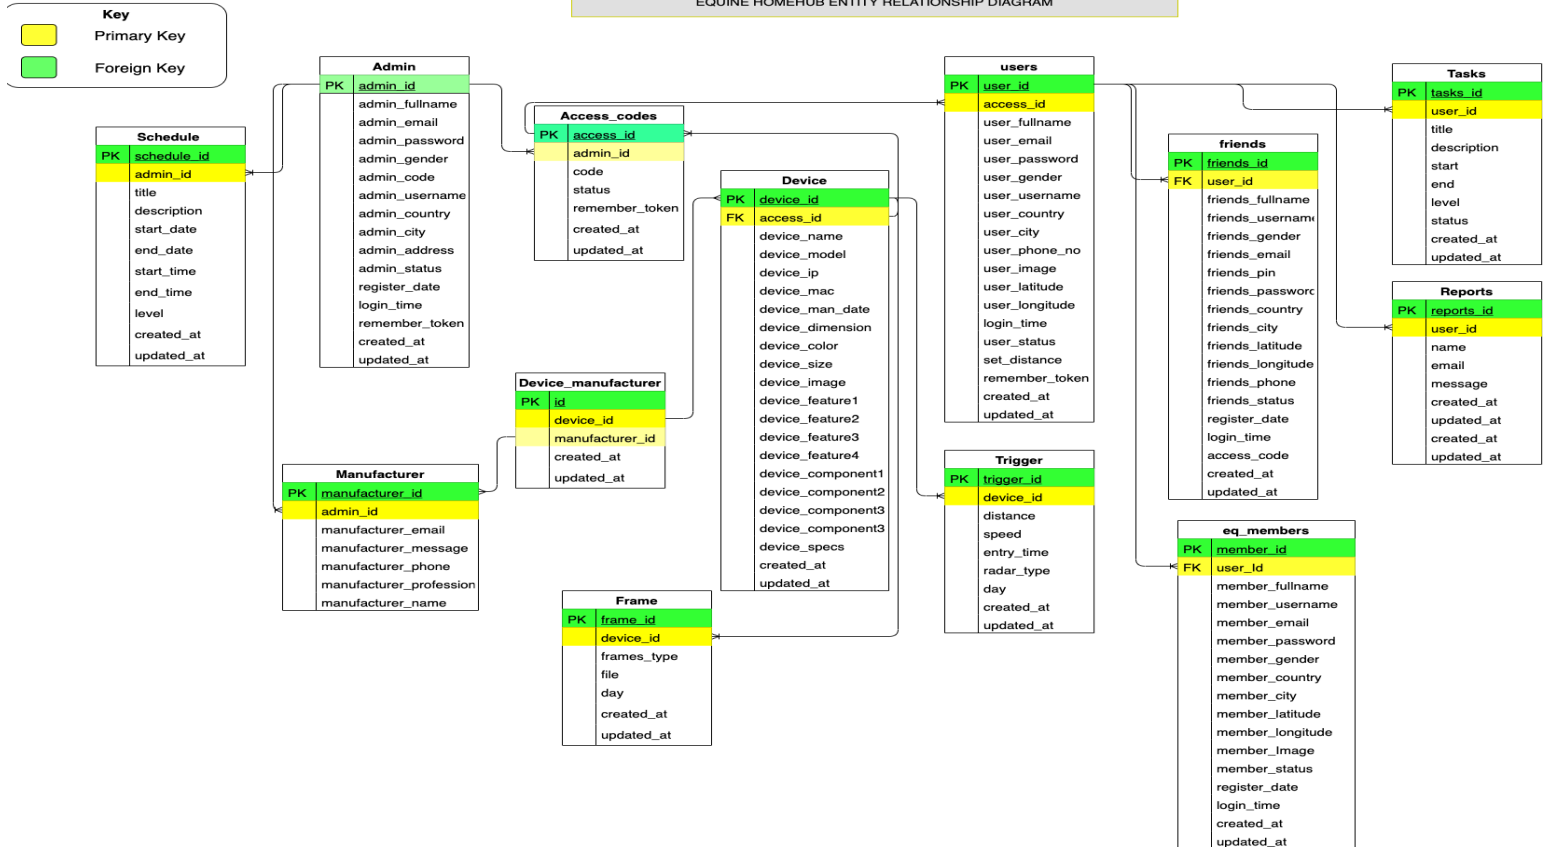 EQUINE HOMEHUB ENTITY RELATIONSHIP DIAGRAM
Key
Primary Key
Foreign Key
Schedule
PK schedule_id
admin_id
title
description
start_date
end_date
start_time
end_time
level
created_at
updated_at
Admin
PK admin_id
admin_fullname
admin_email
admin_password
admin_gender
admin_code
admin_username
admin_country
admin_city
admin_address
admin_status
register_date
login_time
remember_token
created_at
updated_at
Access_codes
PK access_id
admin_id
code
status
remember_token
created_at
updated_at
Device
PK device_id
FK access_id
device_name
device_model
device_ip
device_mac
device_man_date
device_dimension
device_color
device_size
device_image
device_feature1
device_feature2
device_feature3
device_feature4
device_component1
device_component2
device_component3
device_component3
device_specs
created_at
updated_at
Device_manufacturer
PK id
device_id
manufacturer_id
created_at
updated_at
Manufacturer
PK manufacturer_id
admin_id
manufacturer_email
manufacturer_message
manufacturer_phone
manufacturer_profession
manufacturer_name
Frame
PK frame_id
device_id
frames_type
file
day
created_at
updated_at
users
PK user_id
access_id
user_fullname
user_email
user_password
user_gender
user_username
user_country
user_city
user_phone_no
user_image
user_latitude
user_longitude
login_time
user_status
set_distance
remember_token
created_at
updated_at
Trigger
PK trigger_id
device_id
distance
speed
entry_time
radar_type
day
created_at
updated_at
friends
PK friends_id
FK user_id
friends_fullname
friends_username
friends_gender
friends_email
friends_pin
friends_password
friends_country
friends_city
friends_latitude
friends_longitude
friends_phone
friends_status
register_date
login_time
access_code
created_at
updated_at
eq_members
PK member_id
FK user_Id
member_fullname
member_username
member_email
member_password
member_gender
member_country
member_city
member_latitude
member_longitude
member_Image
member_status
register_date
login_time
created_at
updated_at
Tasks
PK tasks_id
user_id
title
description
start
end
level
status
created_at
updated_at
Reports
PK reports_id
user_id
name
email
message
created_at
updated_at
created_at
updated_at